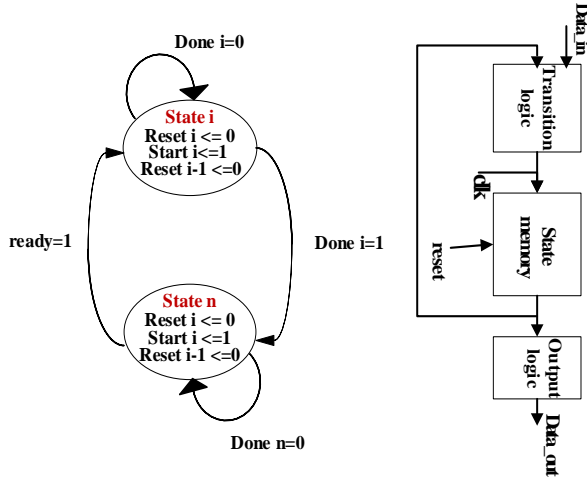 Done i=0
State i
Reset i <= 0
Start i<=1
Reset i-1 <=0
ready=1
Done i=1
State n
Reset i <= 0
Start i<=1
Reset i-1 <=0
Done n=0
Data_in
Transition
logic
clk
State
memory
reset
Output
logic
Data_out